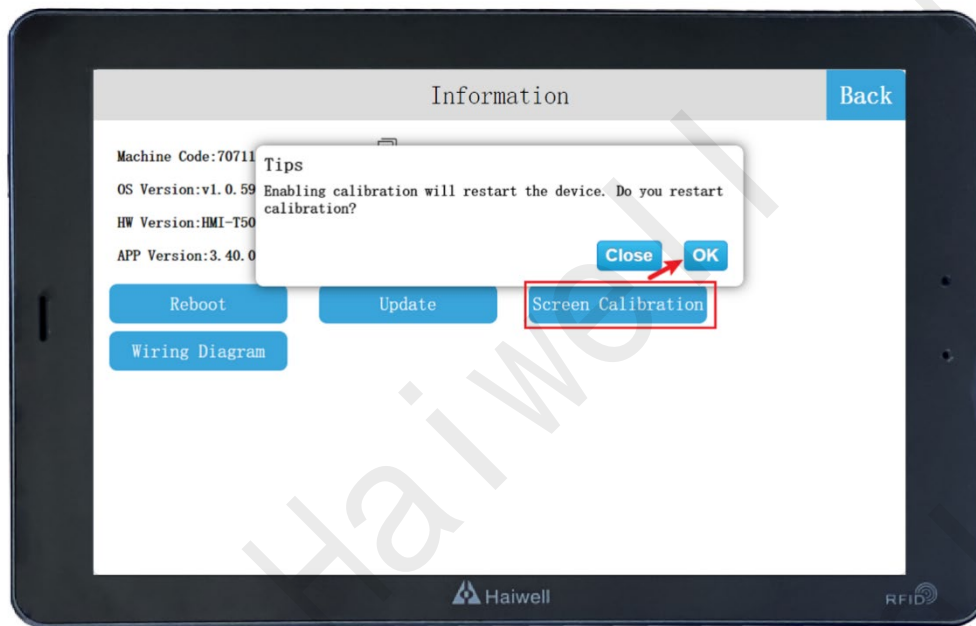 Information
Back
Machine Code:70711
OS Version:v1.0.59
HW Version:HMI-T50
APP Version:3.40.0
Tips
Enabling calibration will restart the device. Do you restart
calibration?
Close
OK
Reboot
Update
Screen Calibration
Wiring Diagram
Haiwell
Haiwell
RFID